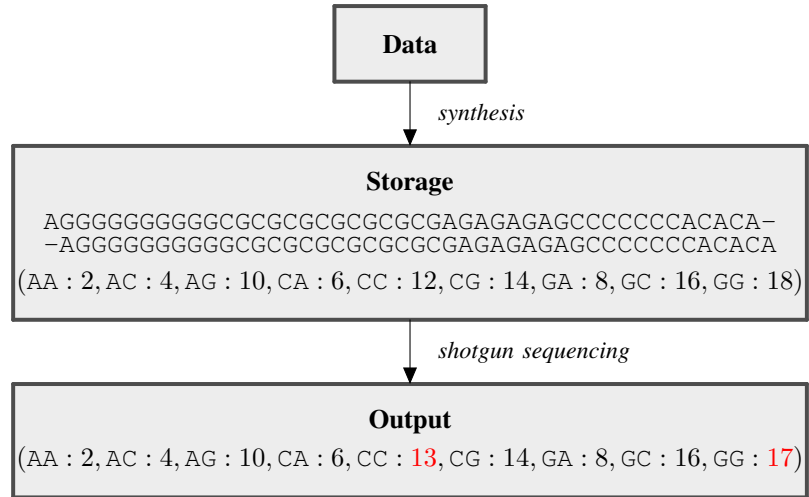 Data
synthesis
Storage
AGGGGGGGGGGCGCGCGCGCGCGCGAGAGAGAGCCCCCCCACACA−
−AGGGGGGGGGGCGCGCGCGCGCGCGAGAGAGAGCCCCCCCACACA
(AA : 2, AC : 4, AG : 10, CA : 6, CC : 12, CG : 14, GA : 8, GC : 16, GG : 18)
shotgun sequencing
Output
(AA : 2, AC : 4, AG : 10, CA : 6, CC : 13, CG : 14, GA : 8, GC : 16, GG : 17)